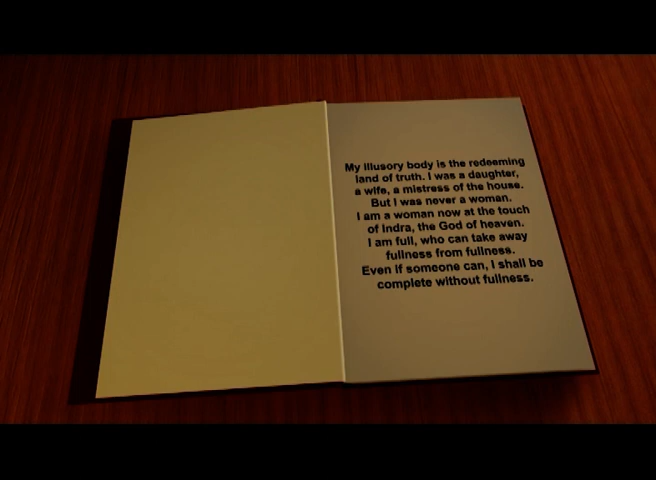 My illusory body is the redeeming
land of truth. I was a daughter,
a wife, a mistress of the house.
But I was never a woman.
I am a woman now at the touch
of Indra, the God of heaven.
I am full, who can take away
fullness from fullness.
Even if someone can, I shall be
complete without fullness.